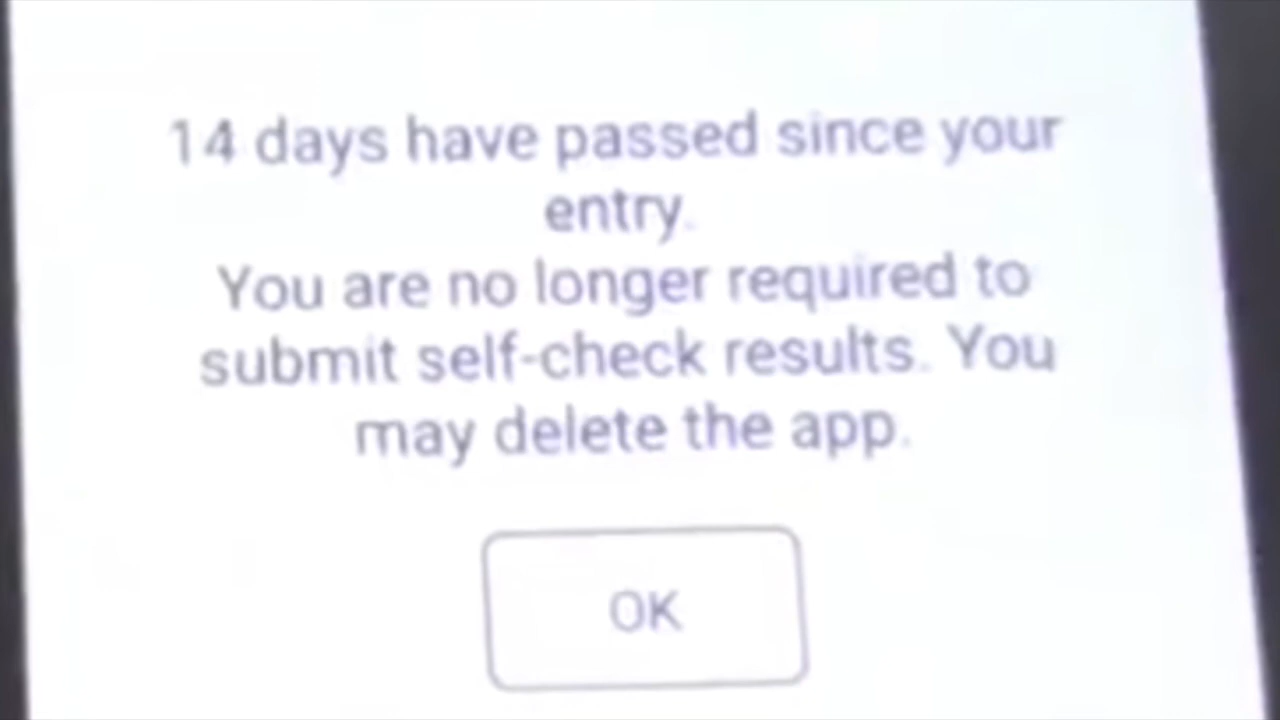 14 days have passed since your
entry.
You are no longer required to
submit self-check results. You
may delete the app.
OK